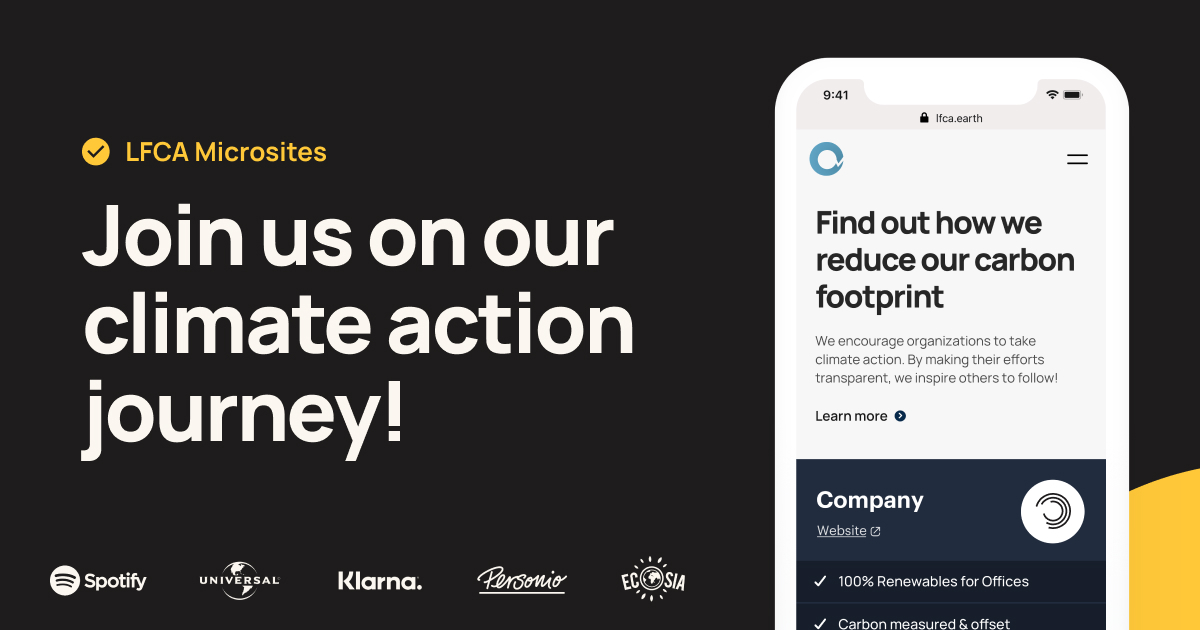 LFCA Microsites
Join us on our
climate action
journey!
Spotify
UNIVERSAL
Klarna.
Personio
ECOSIA
9:41
lfca.earth
Find out how we
reduce our carbon
footprint
We encourage organizations to take
climate action. By making their efforts
transparent, we inspire others to follow!
Learn more
Company
Website
100% Renewables for Offices
Carbon measured & offset